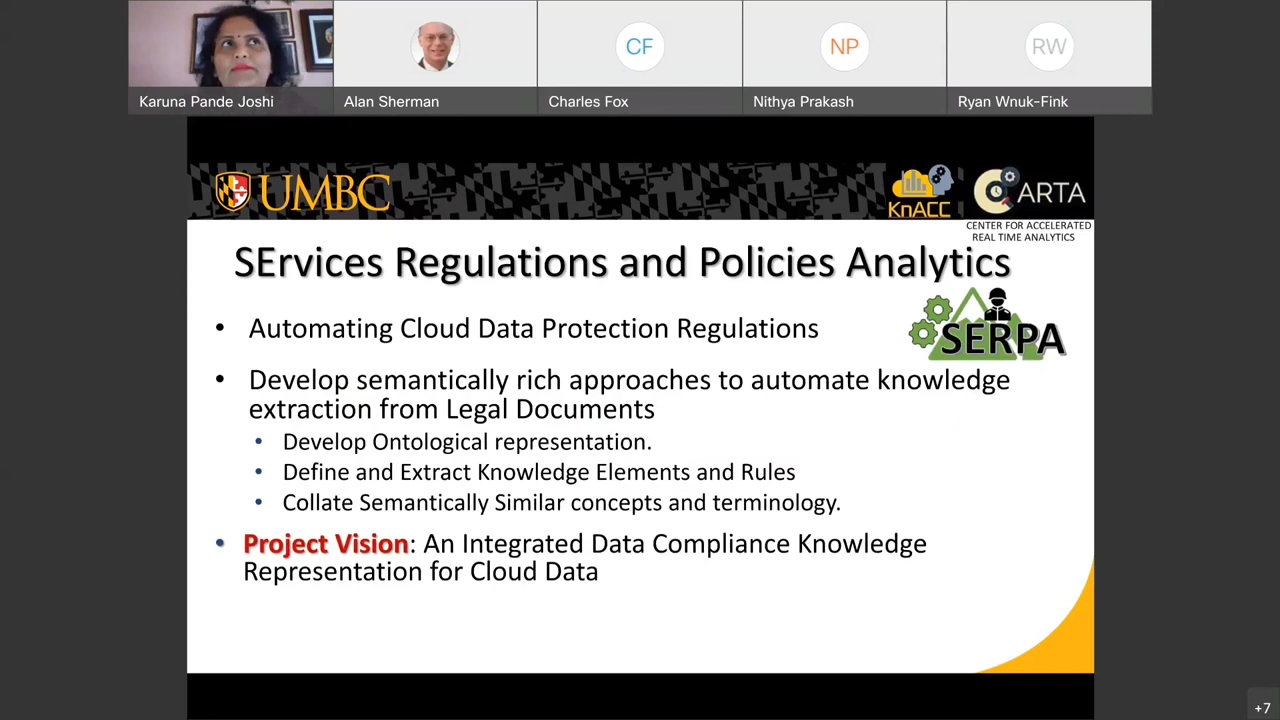 CF
NP
RW
Karuna Pande Joshi
Alan Sherman
Charles Fox
Nithya Prakash
Ryan Wnuk-Fink
UMBC
KnACC
CARTA
CENTER FOR ACCELERATED
REAL TIME ANALYTICS
SErvices Regulations and Policies Analytics
• Automating Cloud Data Protection Regulations
SERPA
• Develop semantically rich approaches to automate knowledge
extraction from Legal Documents
• Develop Ontological representation.
• Define and Extract Knowledge Elements and Rules
• Collate Semantically Similar concepts and terminology.
• Project Vision: An Integrated Data Compliance Knowledge
Representation for Cloud Data
+7